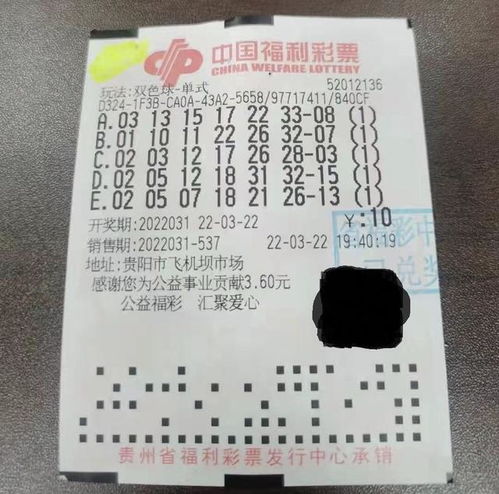 中国福利彩票
CHINA WELFARE LOTTERY
玩法:双色球-单式 52012136
D324-1F3B-CA0A-43A2-5658/97717411/840CF
A.03 13 15 17 22 33-08 (1)
B.01 10 11 22 26 32-07 (1)
C.02 03 12 17 26 28-03 (1)
D.02 05 12 18 31 32-15 (1)
E.02 05 07 18 21 26-13 (1)
开奖期:2022031 22-03-22 ¥:10
销售期:2022031-537 22-03-22 19:40:19
地址:贵阳市飞机坝市场
感谢您为公益事业贡献3.60元
公益福彩 汇聚爱心
已兑奖
贵州省福利彩票发行中心承销